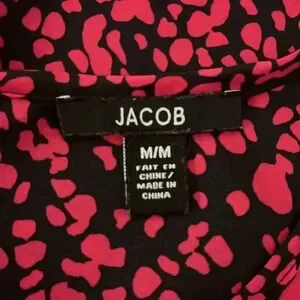 JACOB
M/M
FAIT EN
CHINE/
MADE IN
CHINA